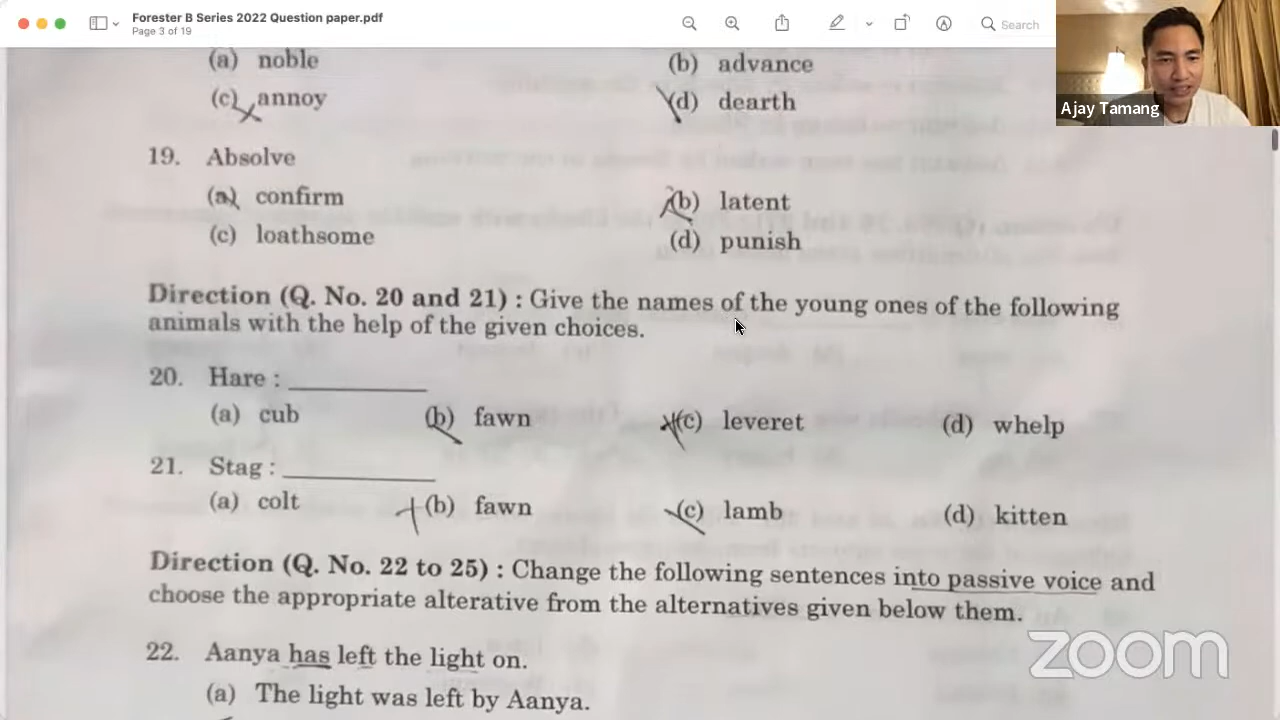 Forester B Series 2022 Question paper.pdf
Page 3 of 19
Search
Ajay Tamang
(a) noble (b) advance
(c) annoy (d) dearth
19. Absolve
(a) confirm (b) latent
(c) loathsome (d) punish
Direction (Q. No. 20 and 21) : Give the names of the young ones of the following
animals with the help of the given choices.
20. Hare : __________
(a) cub (b) fawn (c) leveret (d) whelp
21. Stag : __________
(a) colt (b) fawn (c) lamb (d) kitten
Direction (Q. No. 22 to 25) : Change the following sentences into passive voice and
choose the appropriate alterative from the alternatives given below them.
22. Aanya has left the light on.
(a) The light was left by Aanya.
zoom